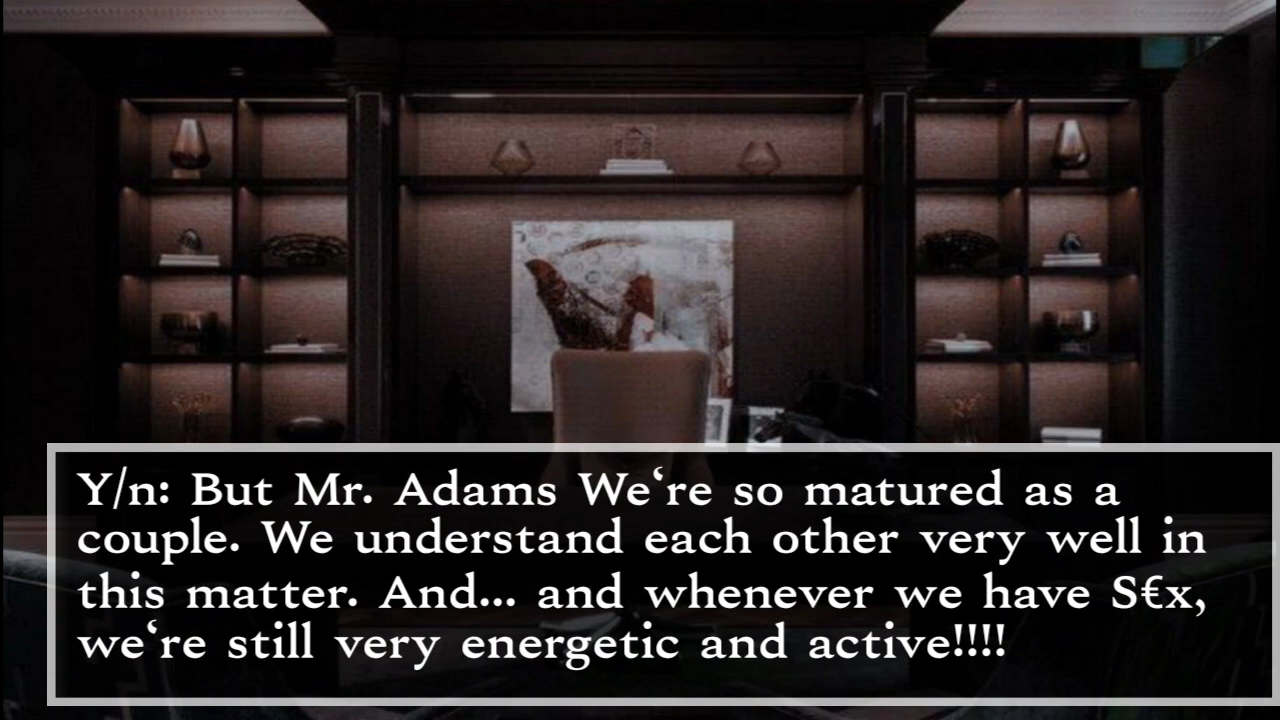 Y/n: But Mr. Adams We‘re so matured as a
couple. We understand each other very well in
this matter. And... and whenever we have S€x,
we‘re still very energetic and active!!!!